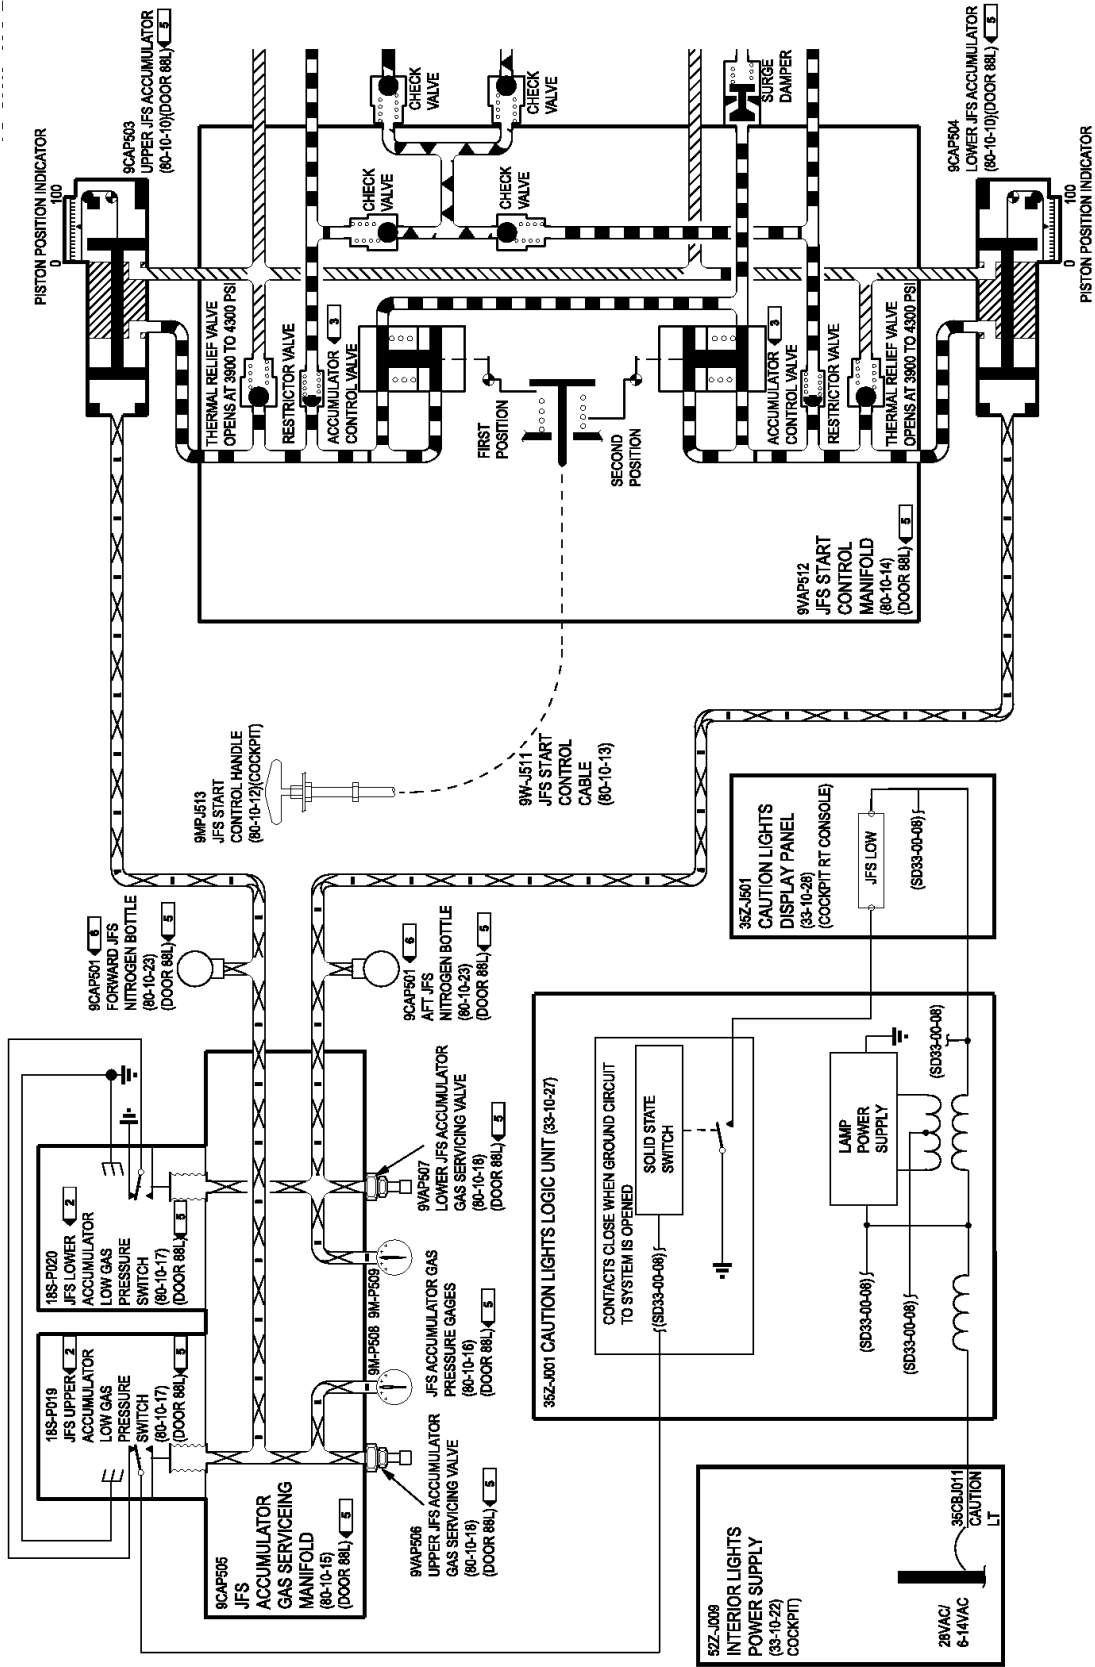 PISTON POSITION INDICATOR
0
100
9CAP503
UPPER JFS ACCUMULATOR
(80-10-10)(DOOR 88L) 5
CHECK
VALVE
CHECK
VALVE
CHECK
VALVE
CHECK
VALVE
SURGE
DAMPER
9CAP504
LOWER JFS ACCUMULATOR
(80-10-10)(DOOR 88L) 5
PISTON POSITION INDICATOR
0
100
THERMAL RELIEF VALVE
OPENS AT 3900 TO 4300 PSI
RESTRICTOR VALVE
ACCUMULATOR 3
CONTROL VALVE
FIRST
POSITION
SECOND
POSITION
ACCUMULATOR 3
CONTROL VALVE
RESTRICTOR VALVE
THERMAL RELIEF VALVE
OPENS AT 3900 TO 4300 PSI
9VAP512
JFS START
CONTROL
MANIFOLD
(80-10-14)
(DOOR 88L) 5
9MPJ513
JFS START
CONTROL HANDLE
(80-10-12)(COCKPIT)
9W-J511
JFS START
CONTROL
CABLE
(80-10-13)
9CAP501 6
FORWARD JFS
NITROGEN BOTTLE
(80-10-23)
(DOOR 88L) 5
9CAP501 6
AFT JFS
NITROGEN BOTTLE
(80-10-23)
(DOOR 88L) 5
35Z-J501
CAUTION LIGHTS
DISPLAY PANEL
(33-10-28)
(COCKPIT RT CONSOLE)
JFS LOW
(SD33-00-08)
18S-P020
JFS LOWER 2
ACCUMULATOR
LOW GAS
PRESSURE
SWITCH
(80-10-17)
(DOOR 88L) 5
18S-P019
JFS UPPER 2
ACCUMULATOR
LOW GAS
PRESSURE
SWITCH
(80-10-17)
(DOOR 88L) 5
9VAP507
LOWER JFS ACCUMULATOR
GAS SERVICING VALVE
(80-10-18)
(DOOR 88L) 5
9M-P508 9M-P509
JFS ACCUMULATOR GAS
PRESSURE GAGES
(80-10-16)
(DOOR 88L) 5
9VAP506
UPPER JFS ACCUMULATOR
GAS SERVICING VALVE
(80-10-18)
(DOOR 88L) 5
9CAP505
JFS
ACCUMULATOR
GAS SERVICEING
MANIFOLD
(80-10-15)
(DOOR 88L) 5
35Z-J001 CAUTION LIGHTS LOGIC UNIT (33-10-27)
CONTACTS CLOSE WHEN GROUND CIRCUIT
TO SYSTEM IS OPENED
SOLID STATE
SWITCH
(SD33-00-08)
LAMP
POWER
SUPPLY
(SD33-00-08)
(SD33-00-08)
(SD33-00-08)
52Z-J009
INTERIOR LIGHTS
POWER SUPPLY
(33-10-22)
COCKPIT)
28VAC/
6-14VAC
35CBJ011
CAUTION
LT